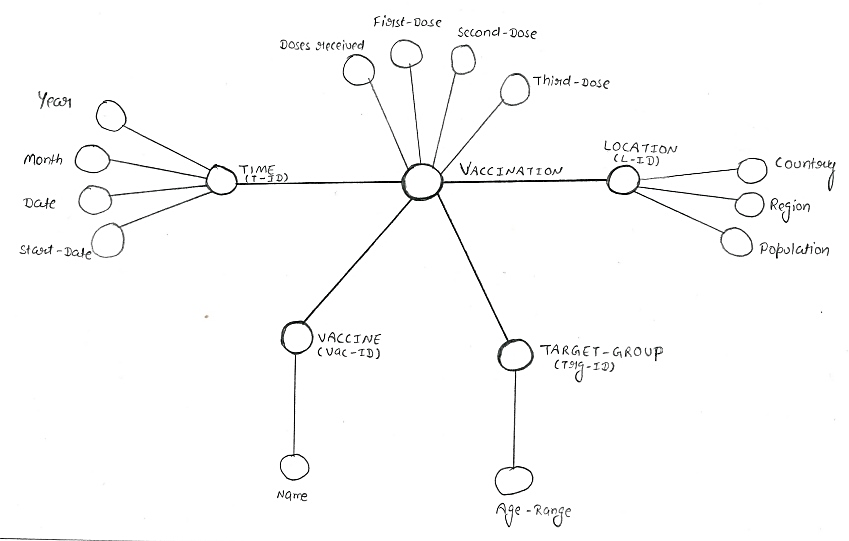 First-Dose
Second-Dose
Doses received
Third-Dose
Year
Month
Date
Start-Date
TIME
(T-ID)
VACCINATION
LOCATION
(L-ID)
Country
Region
Population
VACCINE
(Vac-ID)
TARGET-GROUP
(Trg-ID)
Name
Age-Range